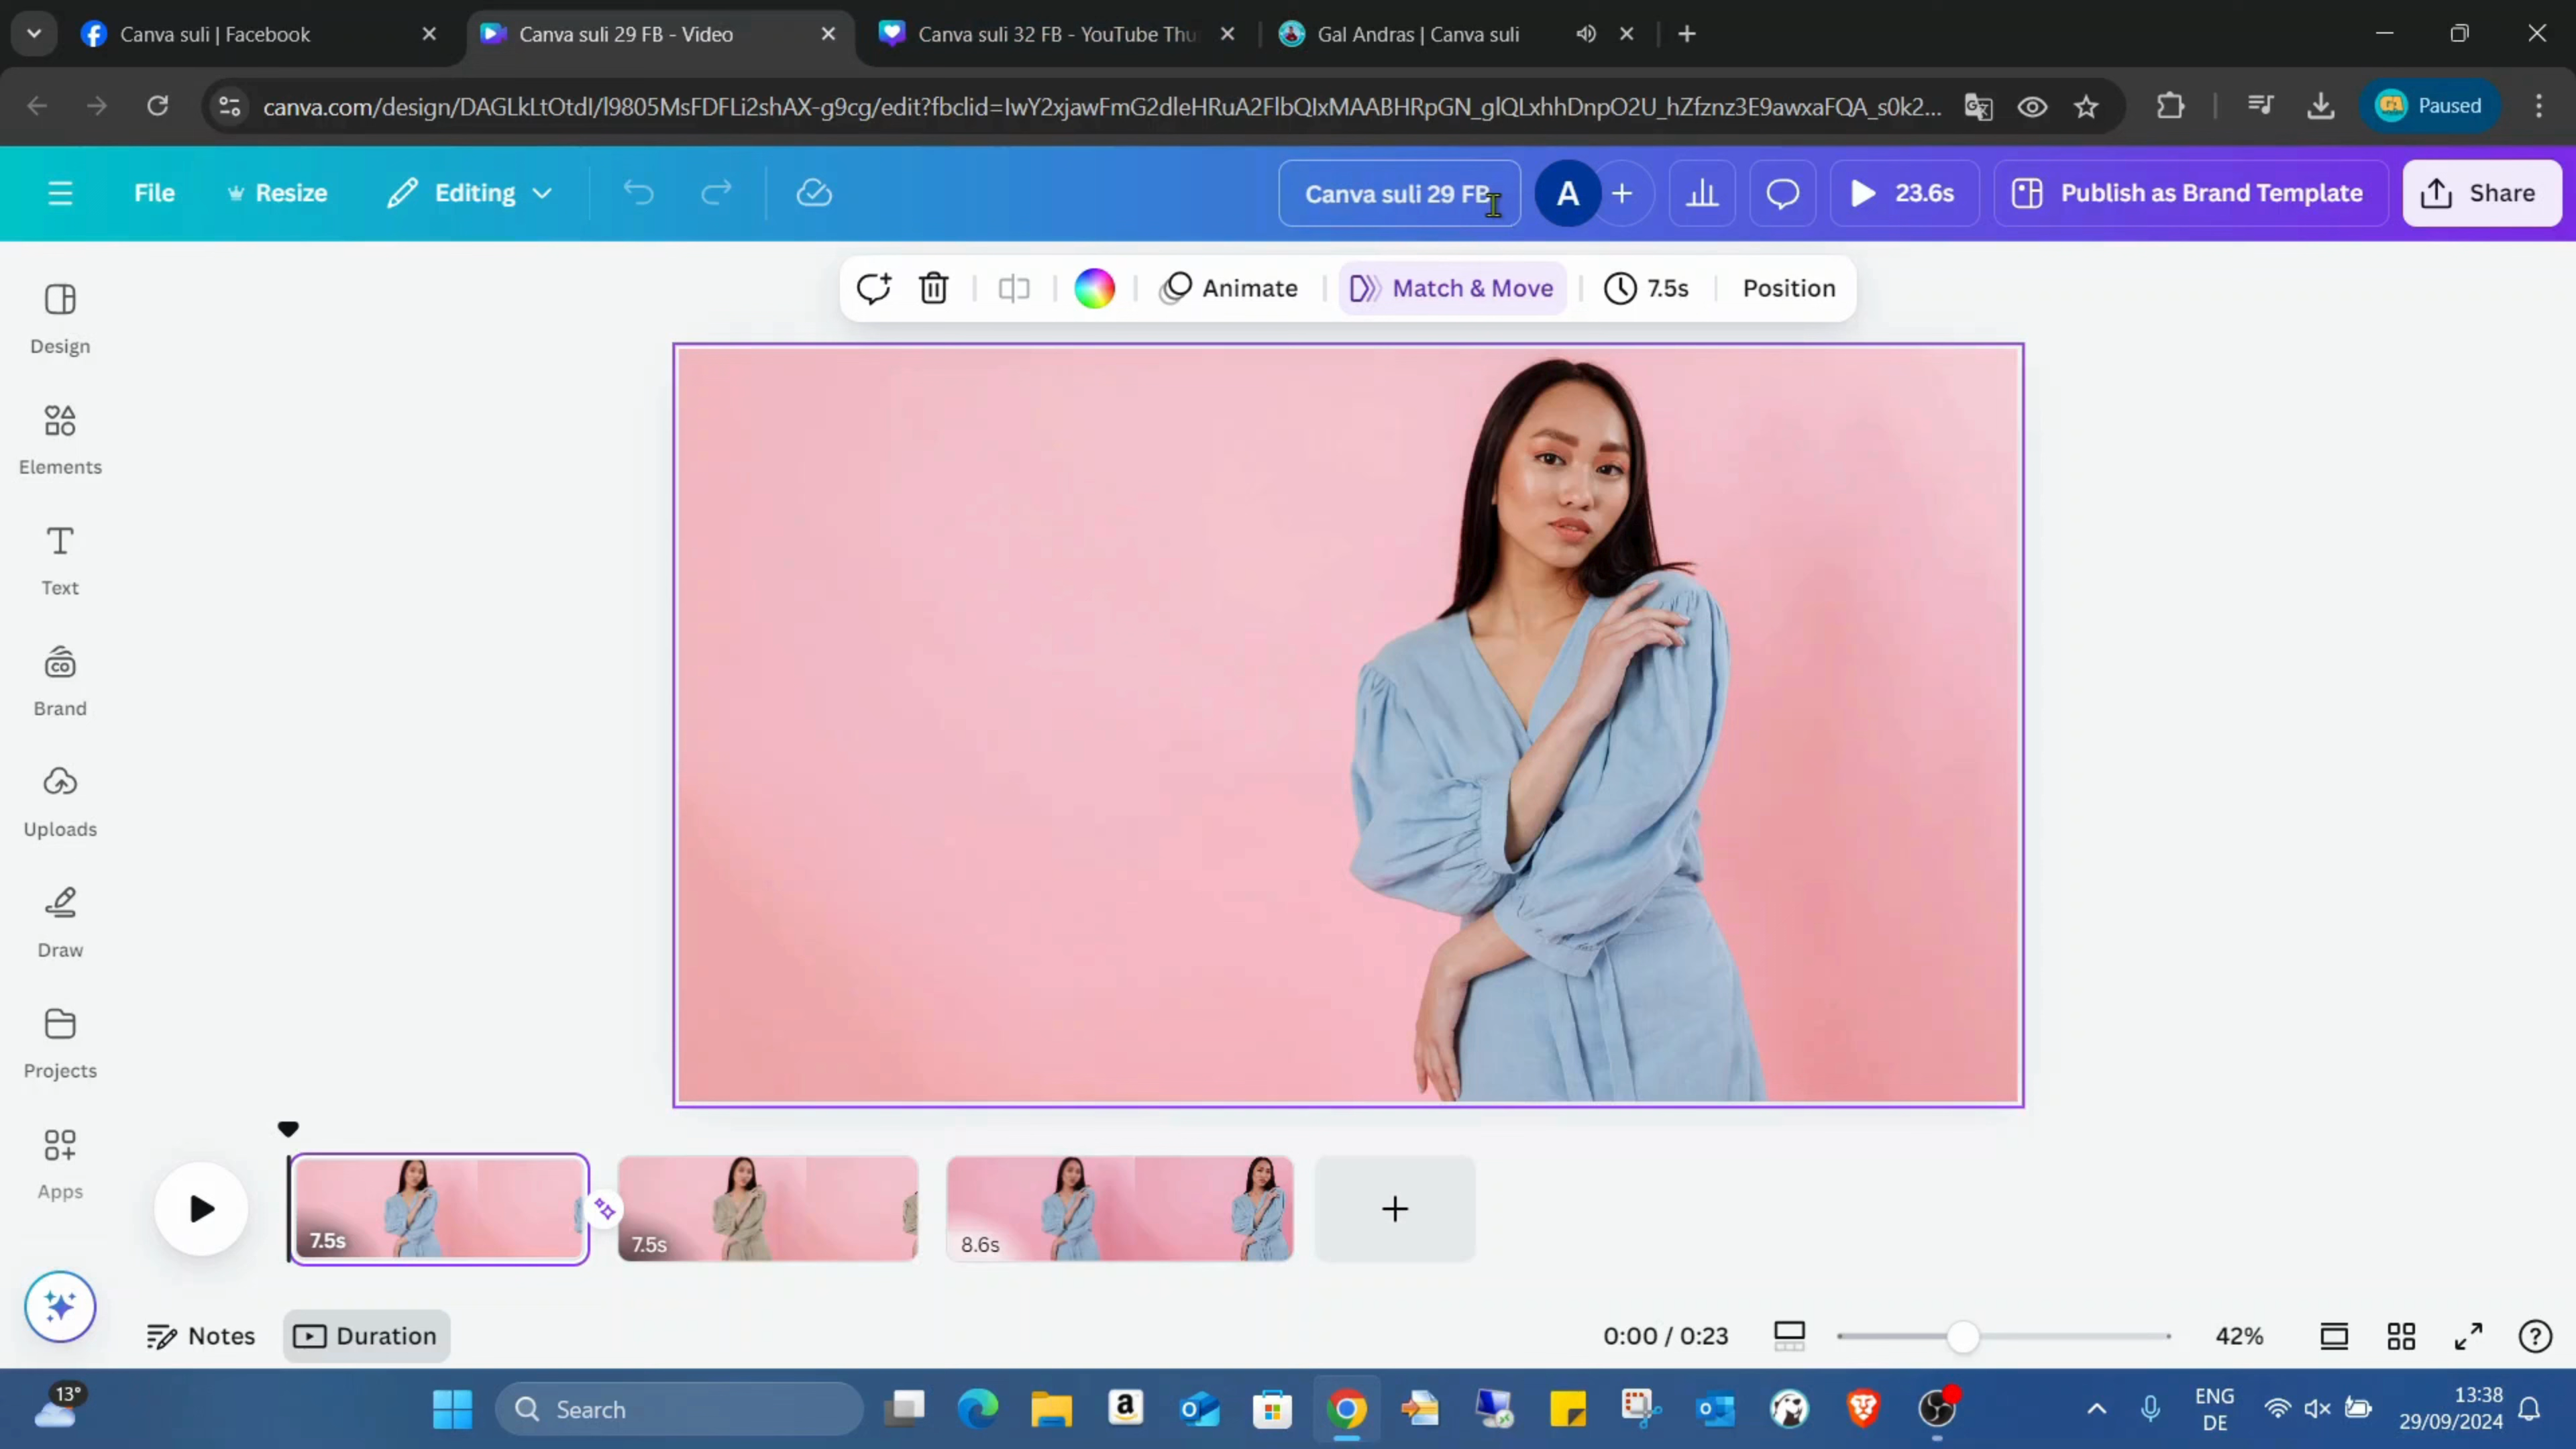 Canva suli | Facebook
Canva suli 29 FB - Video
Canva suli 32 FB - YouTube Thu
Gal Andras | Canva suli
canva.com/design/DAGLkLtOtdI/l9805MsFDFLi2shAX-g9cg/edit?fbclid=IwY2xjawFmG2dleHRuA2FlbQIxMAABHRpGN_glQLxhhDnpO2U_hZfznz3E9awxaFQA_s0k2...
Paused
File
Resize
Editing
Canva suli 29 FB
A
23.6s
Publish as Brand Template
Share
Animate
Match & Move
7.5s
Position
Design
Elements
Text
CO
Brand
Uploads
Draw
Projects
Apps
7.5s
7.5s
8.6s
Notes
Duration
0:00 / 0:23
42%
13°
Search
ENG
DE
13:38
29/09/2024